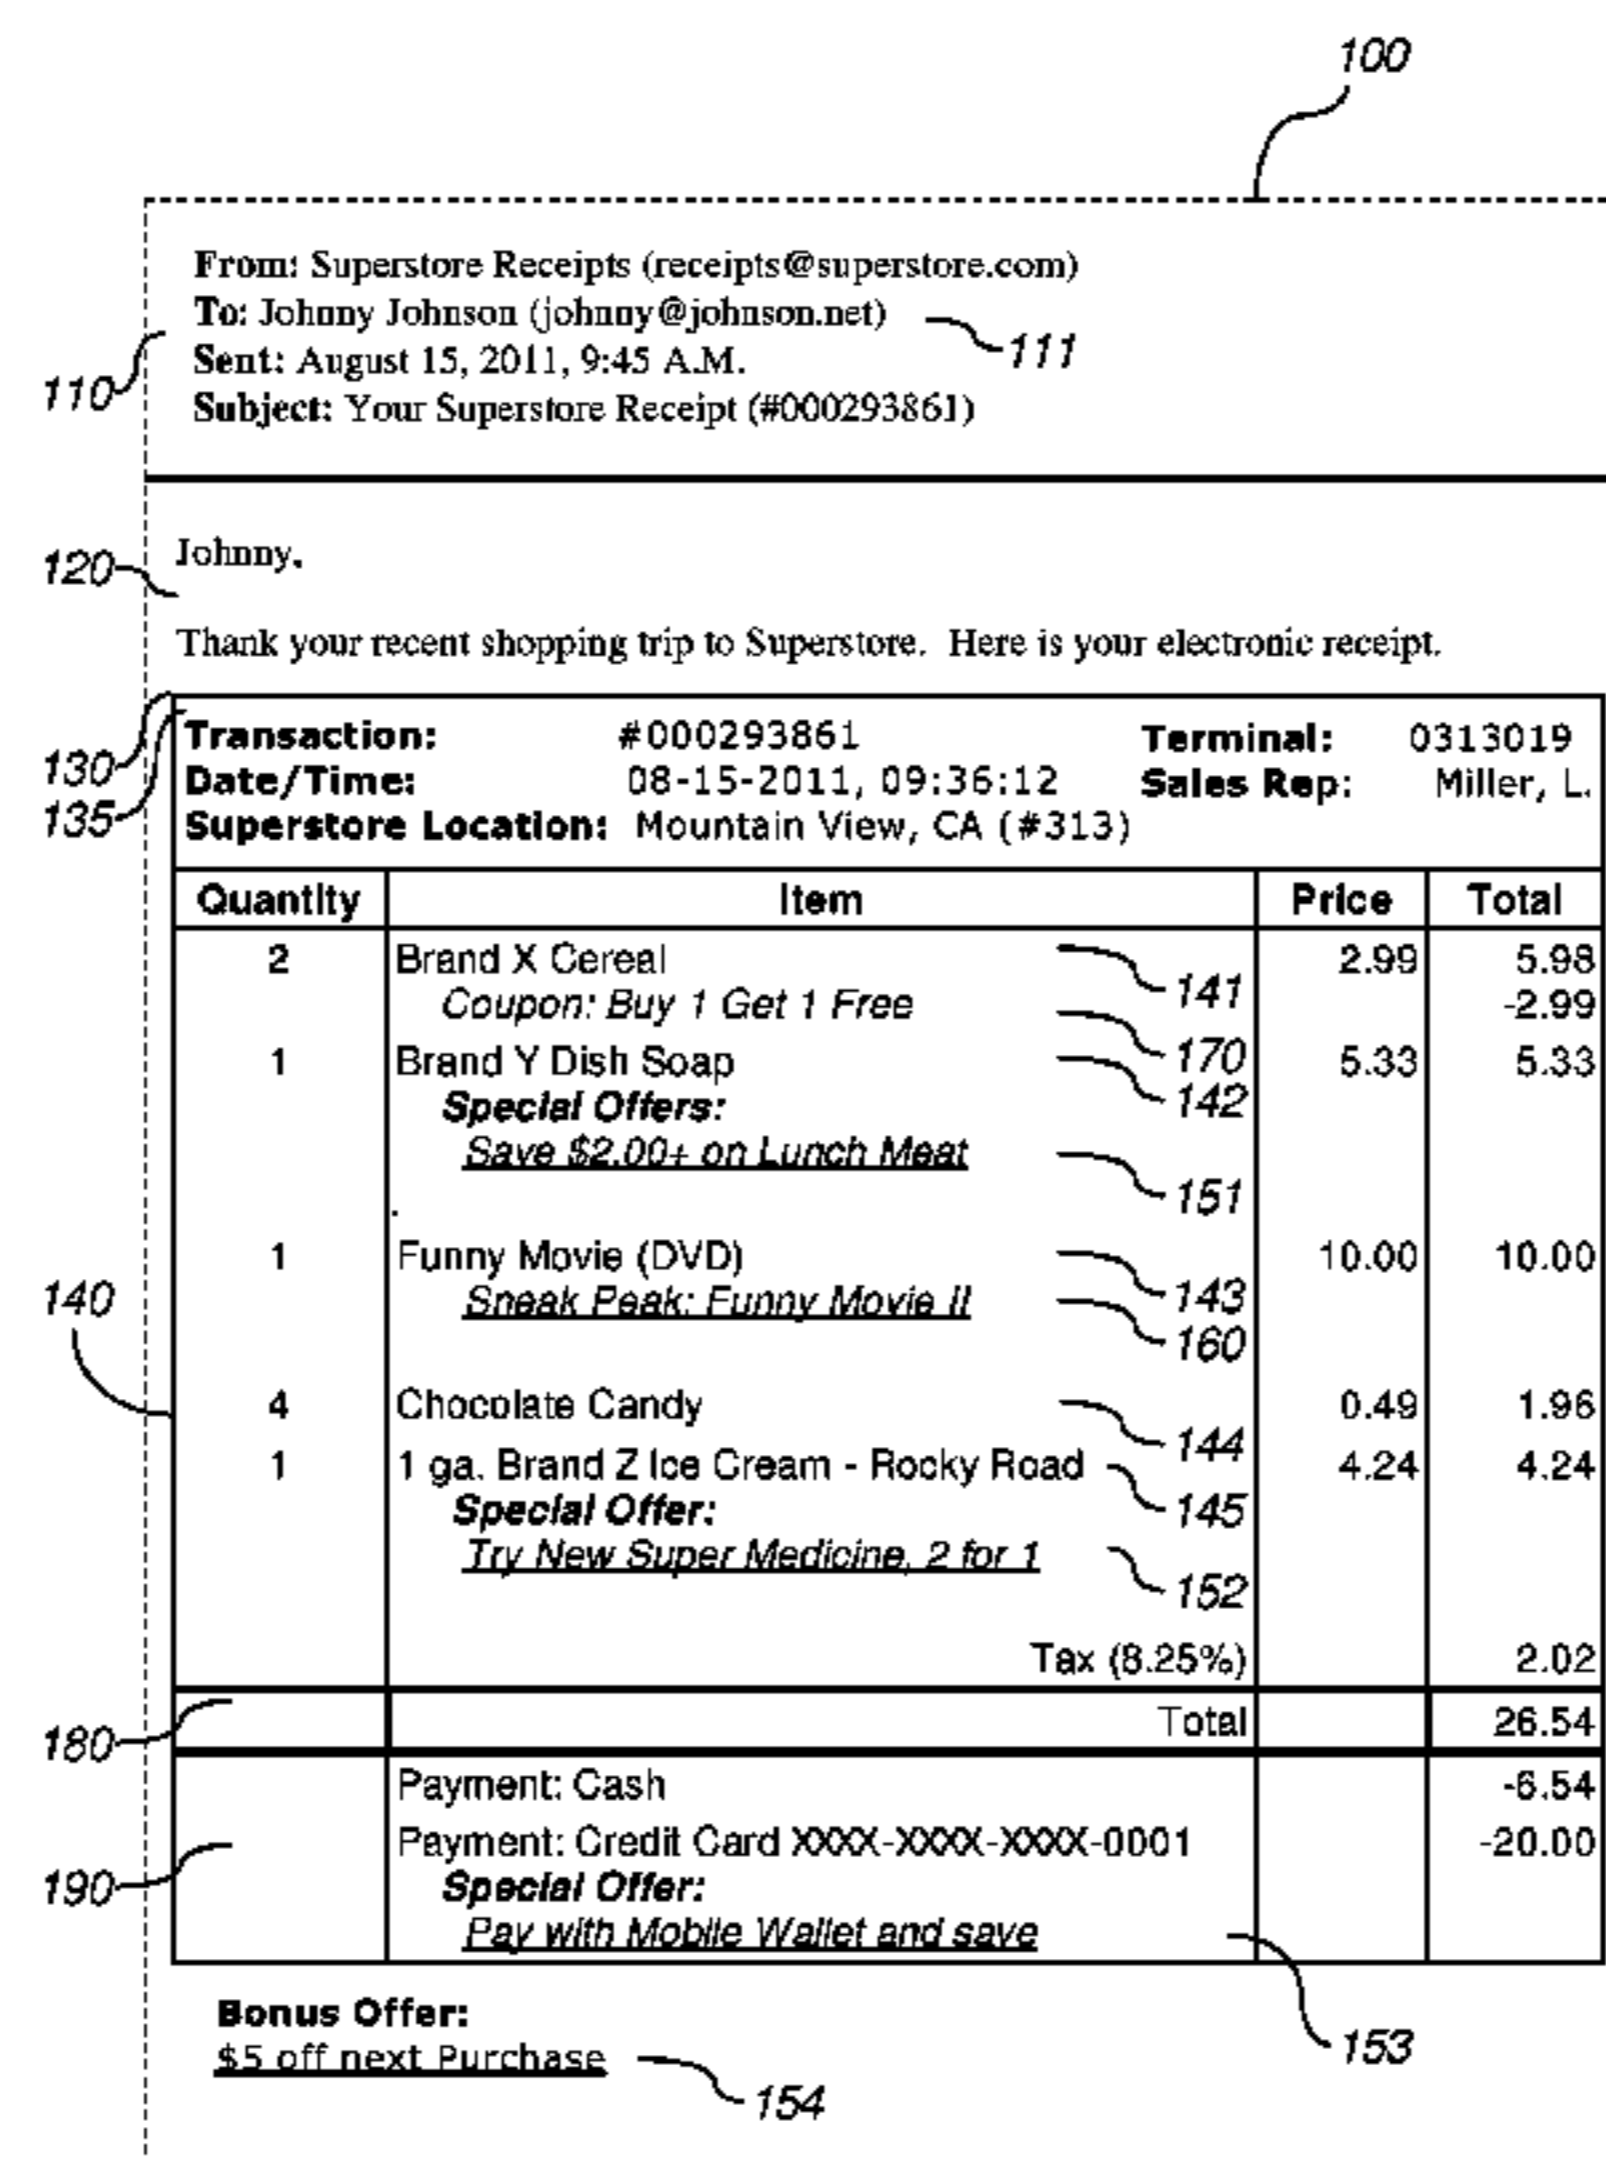 100
From: Superstore Receipts (receipts@superstore.com)
To: Johnny Johnson (johnny@johnson.net)
111
Sent: August 15, 2011, 9:45 A.M.
110
Subject: Your Superstore Receipt (#000293861)
120
Johnny,
Thank your recent shopping trip to Superstore. Here is your electronic receipt.
Transaction: #000293861 Terminal: 0313019
130
Date/Time: 08-15-2011, 09:36:12 Sales Rep: Miller, L.
135
Superstore Location: Mountain View, CA (#313)
Quantity Item Price Total
2 Brand X Cereal 141 2.99 5.98
Coupon: Buy 1 Get 1 Free 170 -2.99
1 Brand Y Dish Soap 142 5.33 5.33
Special Offers:
Save $2.00+ on Lunch Meat 151
.
1 Funny Movie (DVD) 143 10.00 10.00
140
Sneak Peak: Funny Movie II 160
4 Chocolate Candy 144 0.49 1.96
1 1 ga. Brand Z Ice Cream - Rocky Road 145 4.24 4.24
Special Offer:
Try New Super Medicine, 2 for 1 152
Tax (8.25%) 2.02
180 Total 26.54
Payment: Cash -6.54
Payment: Credit Card XXXX-XXXX-XXXX-0001 -20.00
190
Special Offer:
Pay with Mobile Wallet and save 153
Bonus Offer:
$5 off next Purchase 154